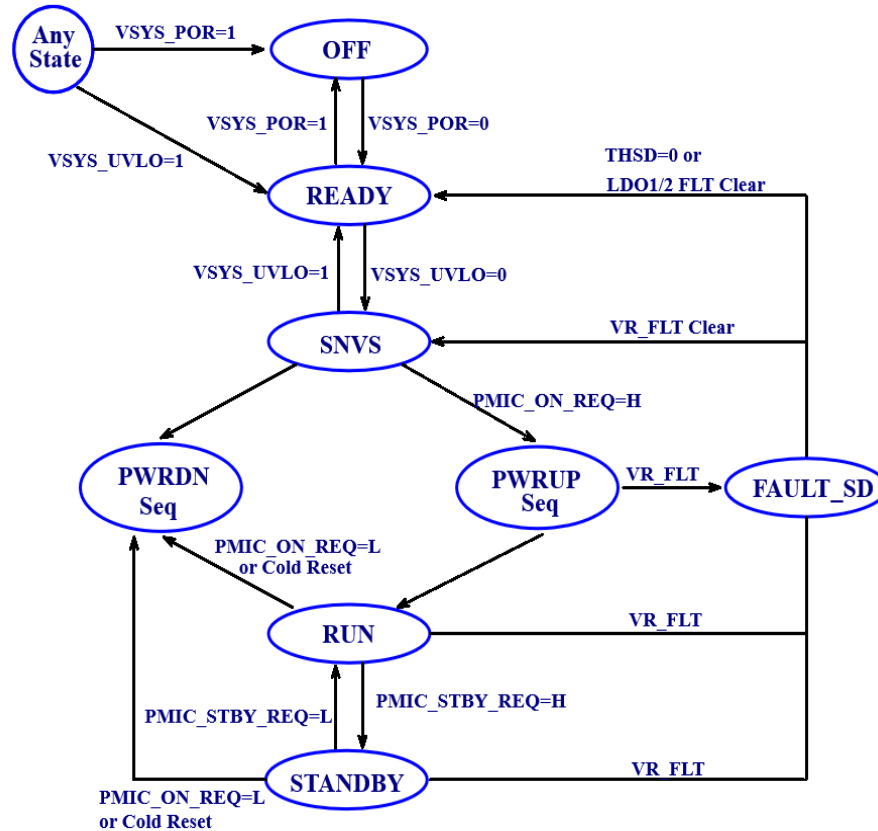 Any
State
VSYS_POR=1
OFF
VSYS_POR=1
VSYS_POR=0
VSYS_UVLO=1
THSD=0 or
LDO1/2 FLT Clear
READY
VSYS_UVLO=1
VSYS_UVLO=0
VR_FLT Clear
SNVS
PMIC_ON_REQ=H
PWRDN
Seq
PWRUP
Seq
VR_FLT
FAULT_SD
PMIC_ON_REQ=L
or Cold Reset
RUN
VR_FLT
PMIC_STBY_REQ=L
PMIC_STBY_REQ=H
STANDBY
VR_FLT
PMIC_ON_REQ=L
or Cold Reset